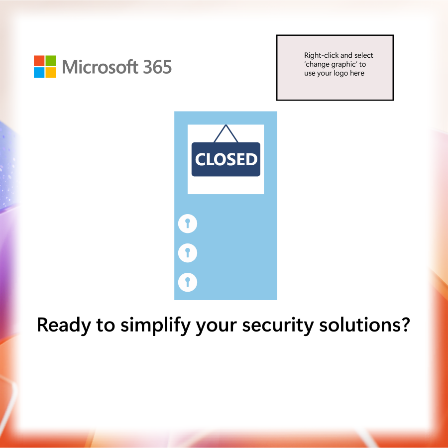 Microsoft 365
Right-click and select
'change graphic' to
use your logo here
CLOSED
Ready to simplify your security solutions?